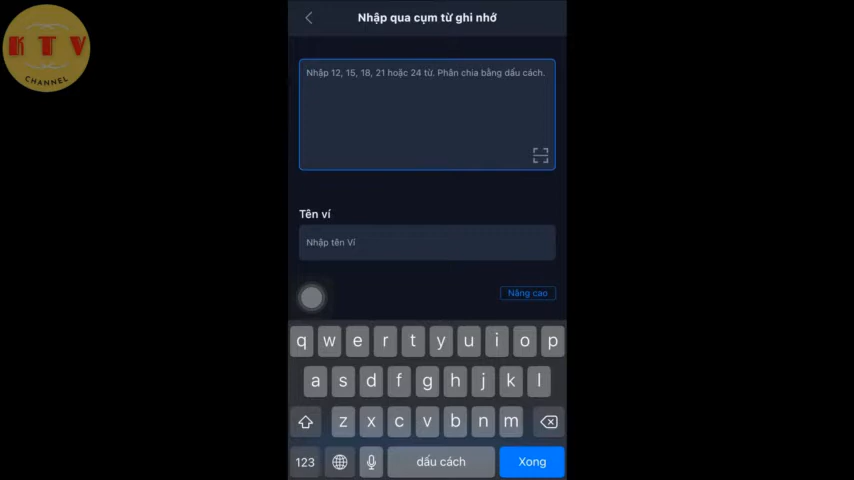 Nhập qua cụm từ ghi nhớ
KTV
CHANNEL
Nhập 12, 15, 18, 21 hoặc 24 từ. Phân chia bằng dấu cách.
Tên ví
Nhập tên Ví
Nâng cao
q w e r t y u i o p
a s d f g h j k l
z x c v b n m
123 dấu cách Xong